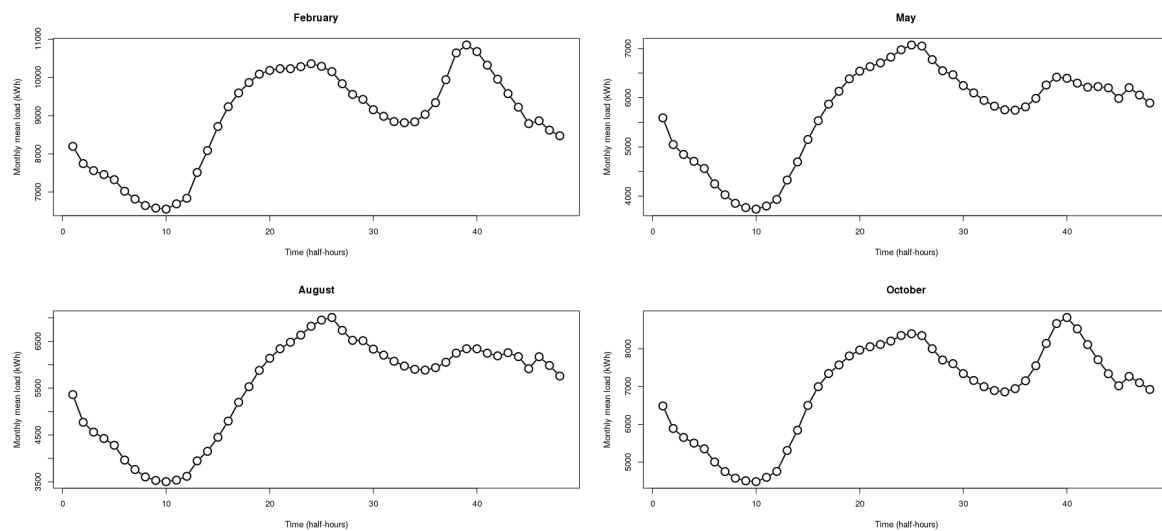 February
Monthly mean load (kWh)
11000
10000
9000
8000
7000
0 10 20 30 40
Time (half-hours)
May
Monthly mean load (kWh)
7000
6000
5000
4000
0 10 20 30 40
Time (half-hours)
August
Monthly mean load (kWh)
6500
5500
4500
3500
0 10 20 30 40
Time (half-hours)
October
Monthly mean load (kWh)
8000
7000
6000
5000
0 10 20 30 40
Time (half-hours)